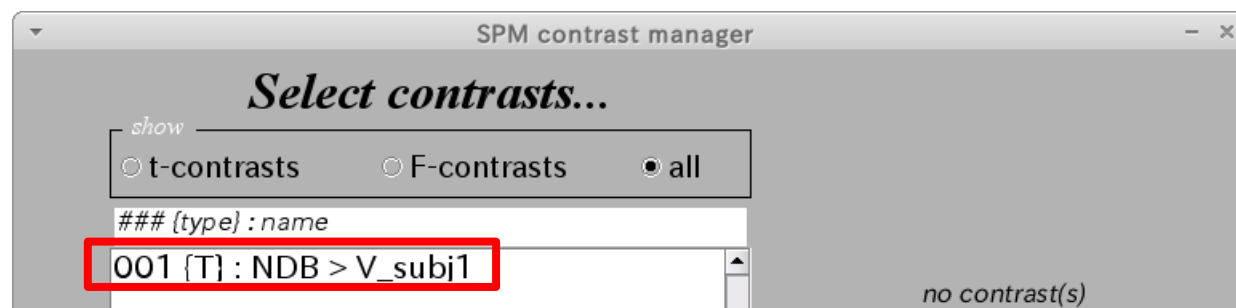 SPM contrast manager
Select contrasts...
show
t-contrasts F-contrasts all
### {type} : name
001 {T} : NDB > V_subj1
no contrast(s)